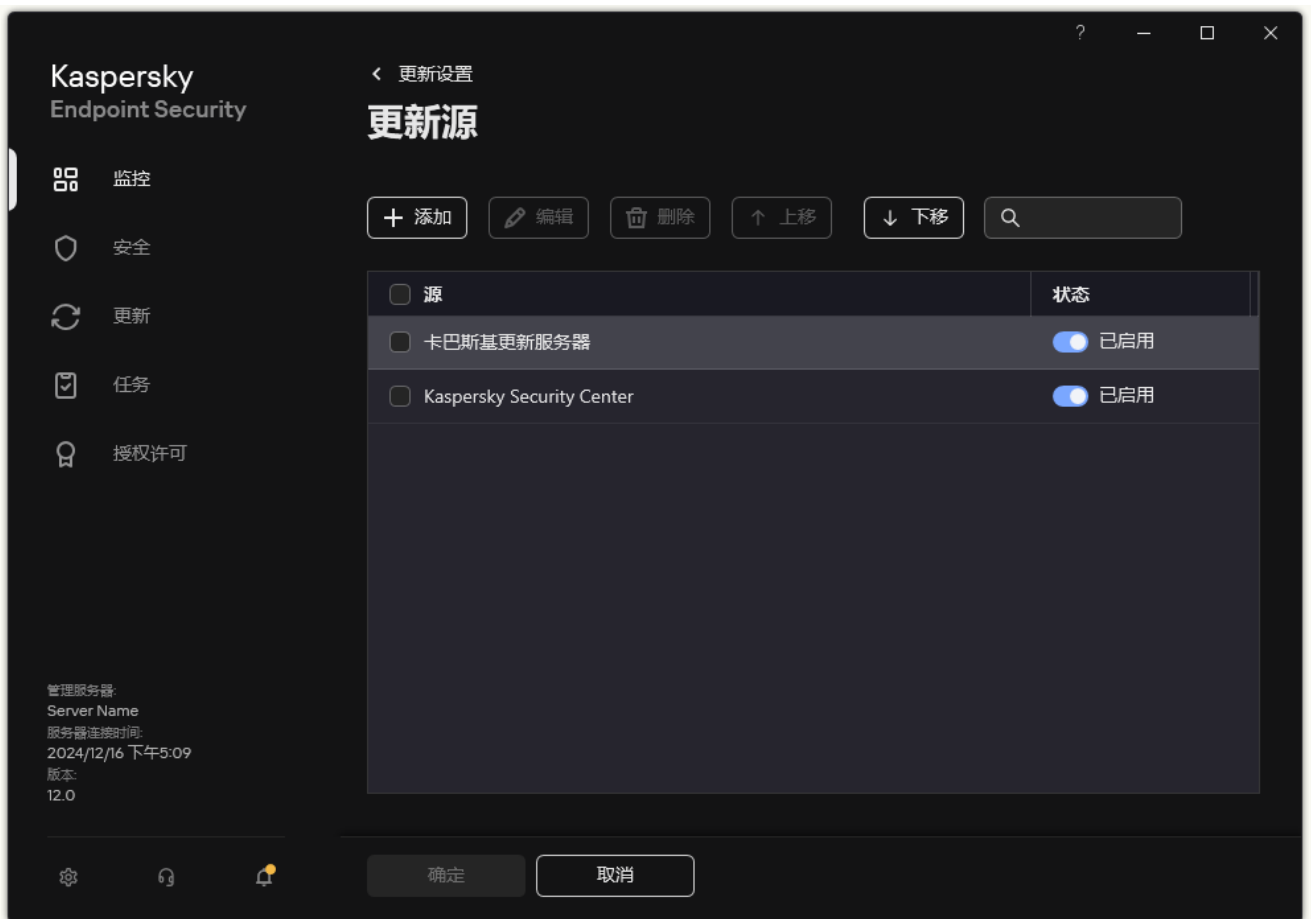 ?
Kaspersky
Endpoint Security
监控
安全
更新
任务
授权许可
管理服务器:
Server Name
服务器连接时间:
2024/12/16 下午5:09
版本:
12.0
更新设置
更新源
添加 编辑 删除 上移 下移
源 状态
卡巴斯基更新服务器 已启用
Kaspersky Security Center 已启用
确定 取消